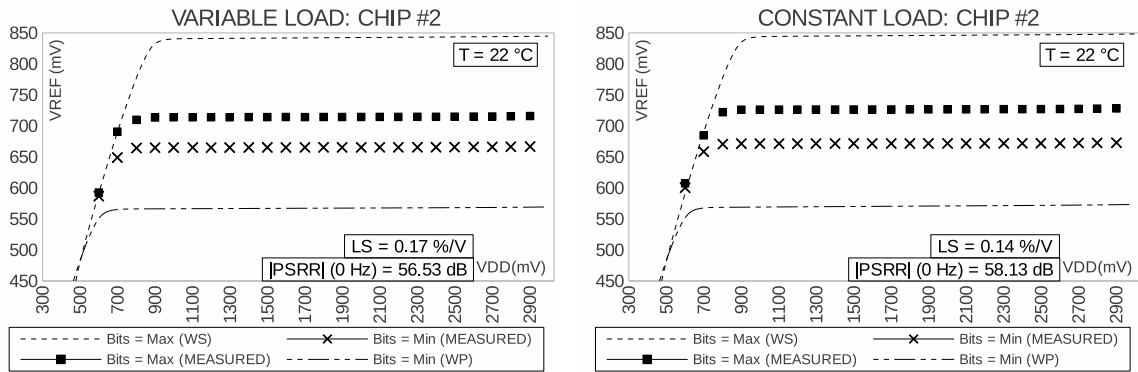 VARIABLE LOAD: CHIP #2
VREF (mV)
850
800
750
700
650
600
550
500
450
T = 22 °C
LS = 0.17 %/V
|PSRR| (0 Hz) = 56.53 dB
VDD(mV)
300
500
700
900
1100
1300
1500
1700
1900
2100
2300
2500
2700
2900
Bits = Max (WS)
Bits = Min (MEASURED)
Bits = Max (MEASURED)
Bits = Min (WP)
CONSTANT LOAD: CHIP #2
VREF (mV)
850
800
750
700
650
600
550
500
450
T = 22 °C
LS = 0.14 %/V
|PSRR| (0 Hz) = 58.13 dB
VDD(mV)
300
500
700
900
1100
1300
1500
1700
1900
2100
2300
2500
2700
2900
Bits = Max (WS)
Bits = Min (MEASURED)
Bits = Max (MEASURED)
Bits = Min (WP)